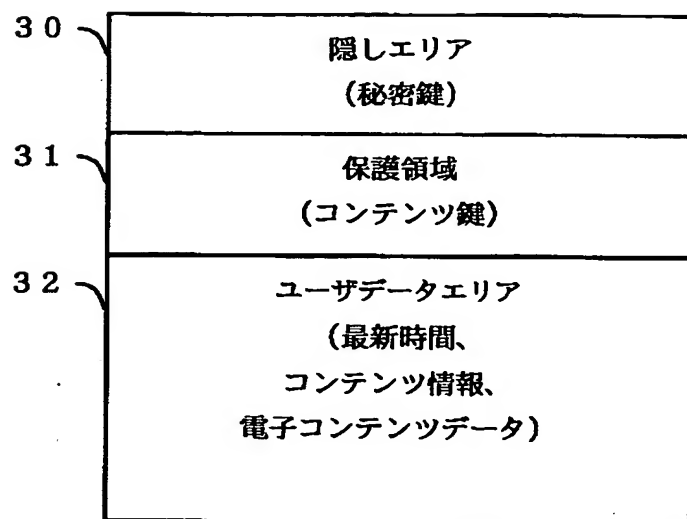 30
隠しエリア
(秘密鍵)
31
保護領域
(コンテンツ鍵)
32
ユーザデータエリア
(最新時間、
コンテンツ情報、
電子コンテンツデータ)